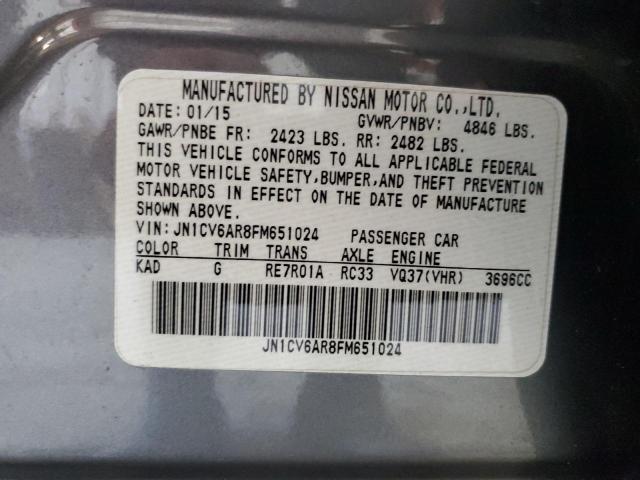 MANUFACTURED BY NISSAN MOTOR CO.,LTD.
DATE: 01/15 GVWR/PNBV: 4846 LBS.
GAWR/PNBE FR: 2423 LBS. RR: 2482 LBS.
THIS VEHICLE CONFORMS TO ALL APPLICABLE FEDERAL
MOTOR VEHICLE SAFETY,BUMPER,AND THEFT PREVENTION
STANDARDS IN EFFECT ON THE DATE OF MANUFACTURE
SHOWN ABOVE.
VIN: JN1CV6AR8FM651024 PASSENGER CAR
COLOR TRIM TRANS AXLE ENGINE
KAD G RE7R01A RC33 VQ37(VHR) 3696CC
JN1CV6AR8FM651024